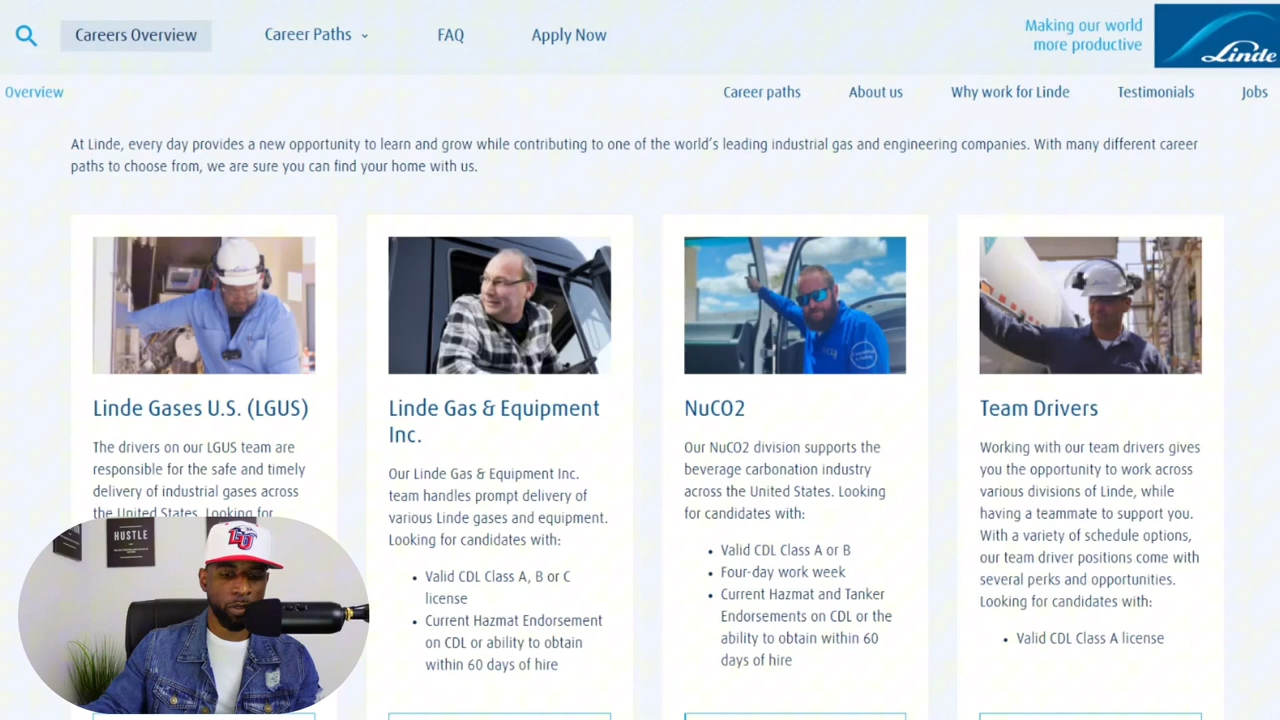 Careers Overview
Career Paths
FAQ
Apply Now
Making our world
more productive
Linde
Overview
Career paths
About us
Why work for Linde
Testimonials
Jobs
At Linde, every day provides a new opportunity to learn and grow while contributing to one of the world's leading industrial gas and engineering companies. With many different career
paths to choose from, we are sure you can find your home with us.
Linde Gases U.S. (LGUS)
The drivers on our LGUS team are
responsible for the safe and timely
delivery of industrial gases across
the United States. Looking for
Linde Gas & Equipment
Inc.
Our Linde Gas & Equipment Inc.
team handles prompt delivery of
various Linde gases and equipment.
Looking for candidates with:
• Valid CDL Class A, B or C
license
• Current Hazmat Endorsement
on CDL or ability to obtain
within 60 days of hire
NuCO2
Our NuCO2 division supports the
beverage carbonation industry
across the United States. Looking
for candidates with:
• Valid CDL Class A or B
• Four-day work week
• Current Hazmat and Tanker
Endorsements on CDL or the
ability to obtain within 60
days of hire
Team Drivers
Working with our team drivers gives
you the opportunity to work across
various divisions of Linde, while
having a teammate to support you.
With a variety of schedule options,
our team driver positions come with
several perks and opportunities.
Looking for candidates with:
• Valid CDL Class A license
HUSTLE